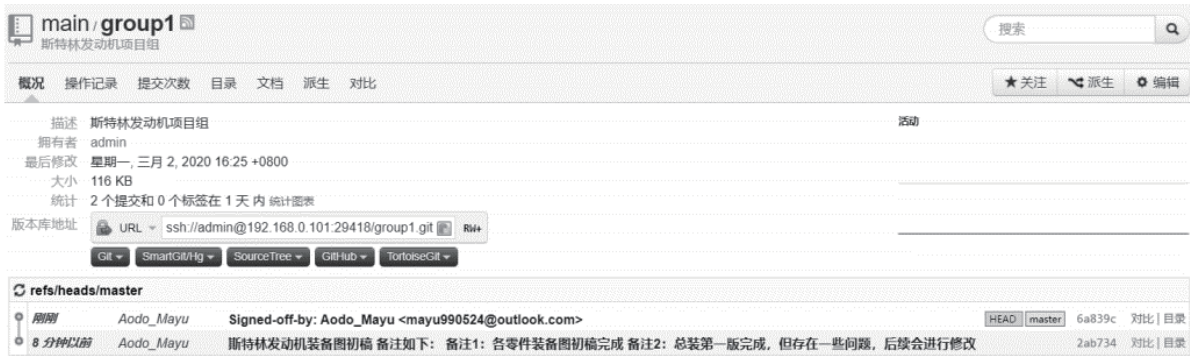 main / group1
斯特林发动机项目组
搜索
概况 操作记录 提交次数 目录 文档 派生 对比
关注 派生 编辑
描述 斯特林发动机项目组
活动
拥有者 admin
最后修改 星期一, 三月 2, 2020 16:25 +0800
大小 116 KB
统计 2 个提交和 0 个标签在 1 天 内 统计图表
版本库地址 URL ssh://admin@192.168.0.101:29418/group1.git RW+
Git SmartGit/Hg SourceTree GitHub TortoiseGit
refs/heads/master
刚刚 Aodo_Mayu Signed-off-by: Aodo_Mayu <mayu990524@outlook.com> HEAD master 6a839c 对比 | 目录
8 分钟以前 Aodo_Mayu 斯特林发动机装备图初稿 备注如下： 备注1：各零件装备图初稿完成 备注2：总装第一版完成，但存在一些问题，后续会进行修改 2ab734 对比 | 目录